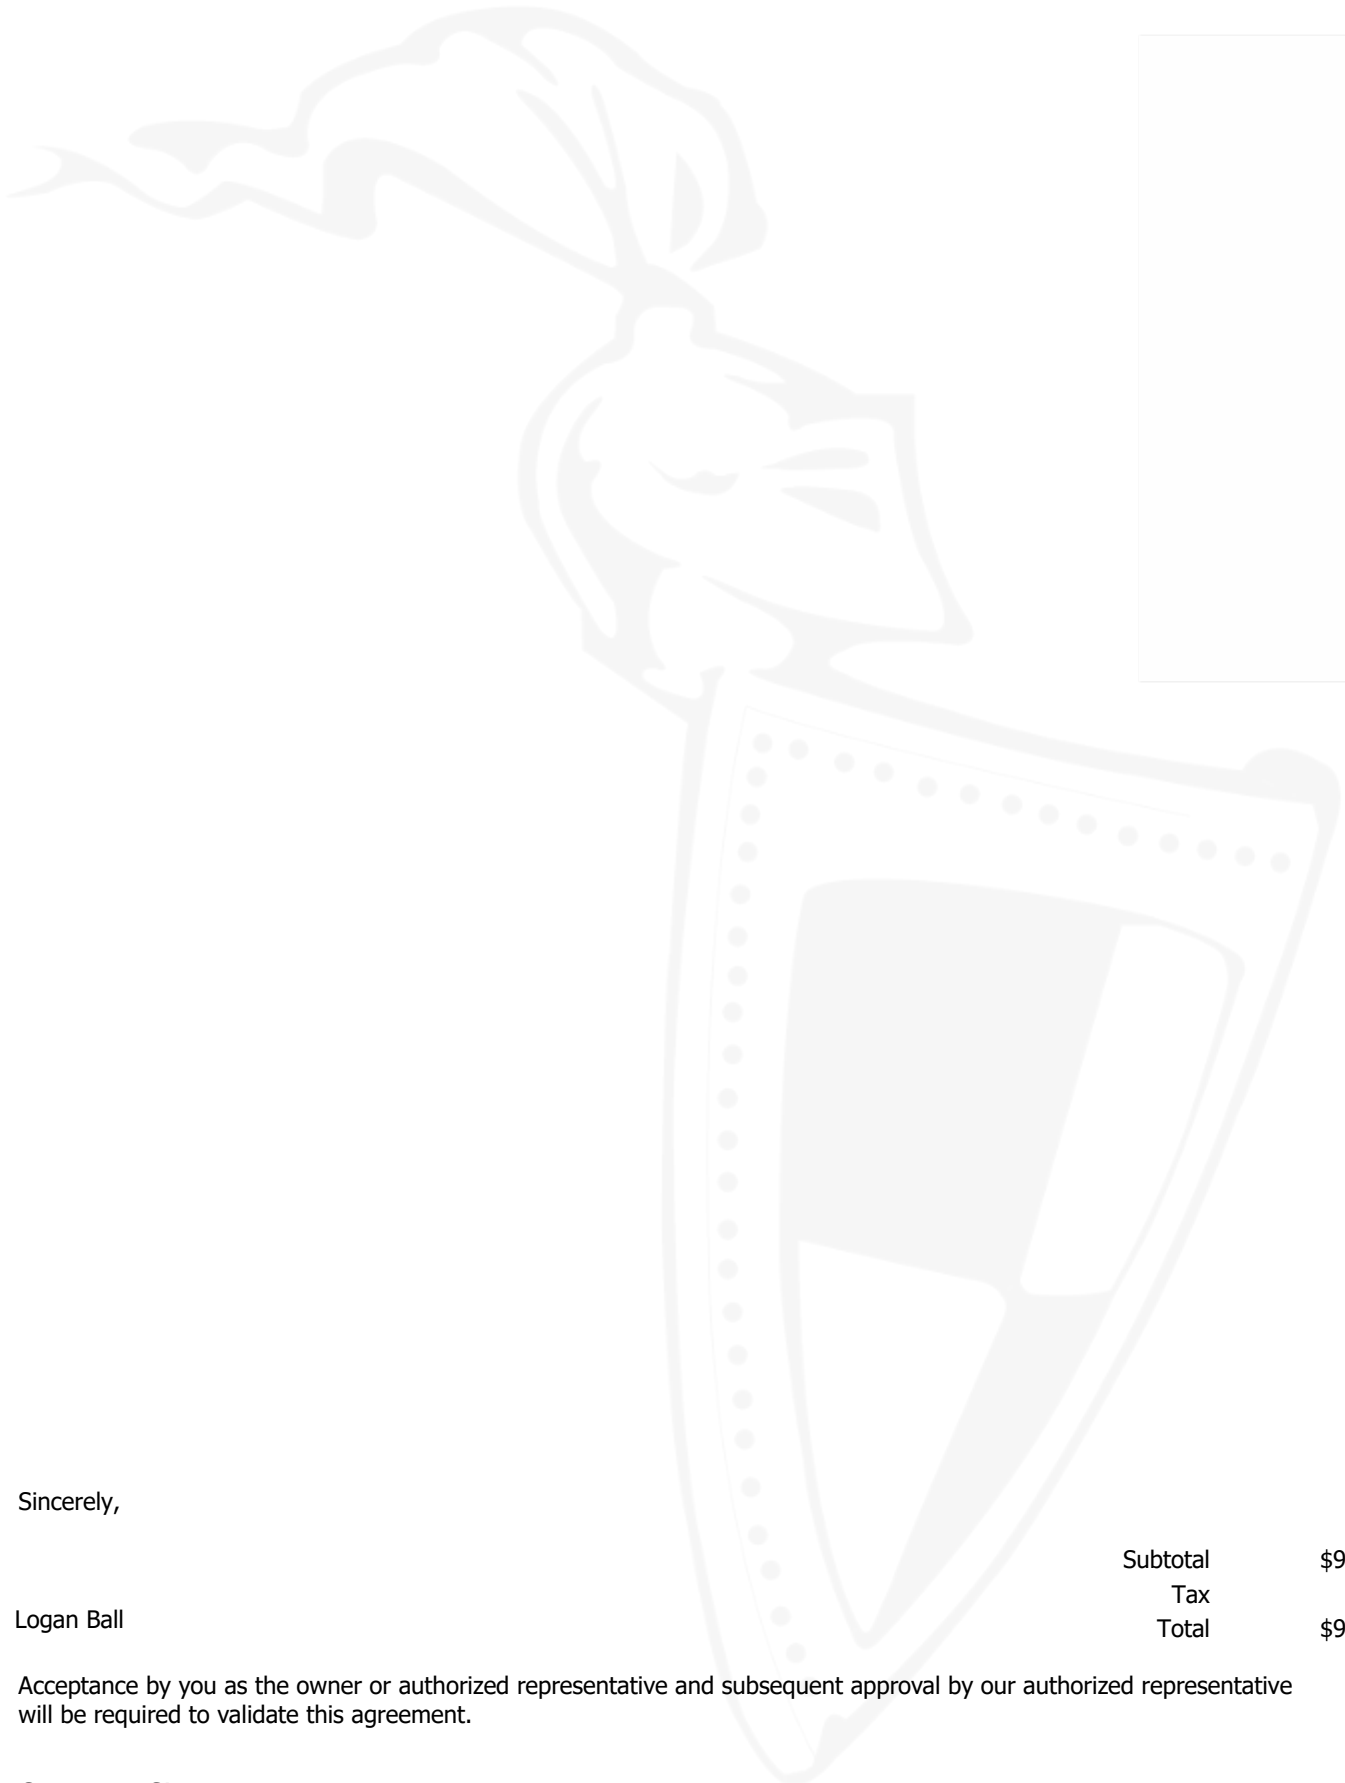 Sincerely,
Subtotal $9
Tax
Logan Ball
Total $9
Acceptance by you as the owner or authorized representative and subsequent approval by our authorized representative
will be required to validate this agreement.